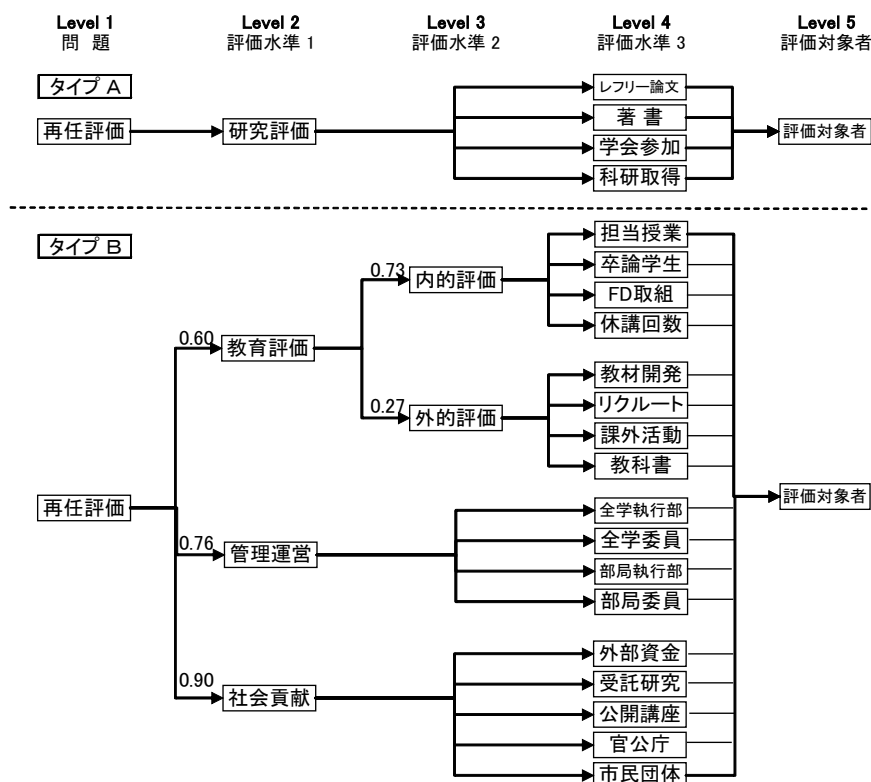 Level 1 Level 2 Level 3 Level 4 Level 5
問 題 評価水準 1 評価水準 2 評価水準 3 評価対象者
タイプ A
レフリー論文
著 書
再任評価 研究評価 評価対象者
学会参加
科研取得
タイプ B
担当授業
卒論学生
0.73 内的評価
FD取組
休講回数
0.60 教育評価
教材開発
リクルート
0.27 外的評価
課外活動
教科書
再任評価 評価対象者
全学執行部
全学委員
0.76 管理運営
部局執行部
部局委員
外部資金
受託研究
0.90 社会貢献
公開講座
官公庁
市民団体